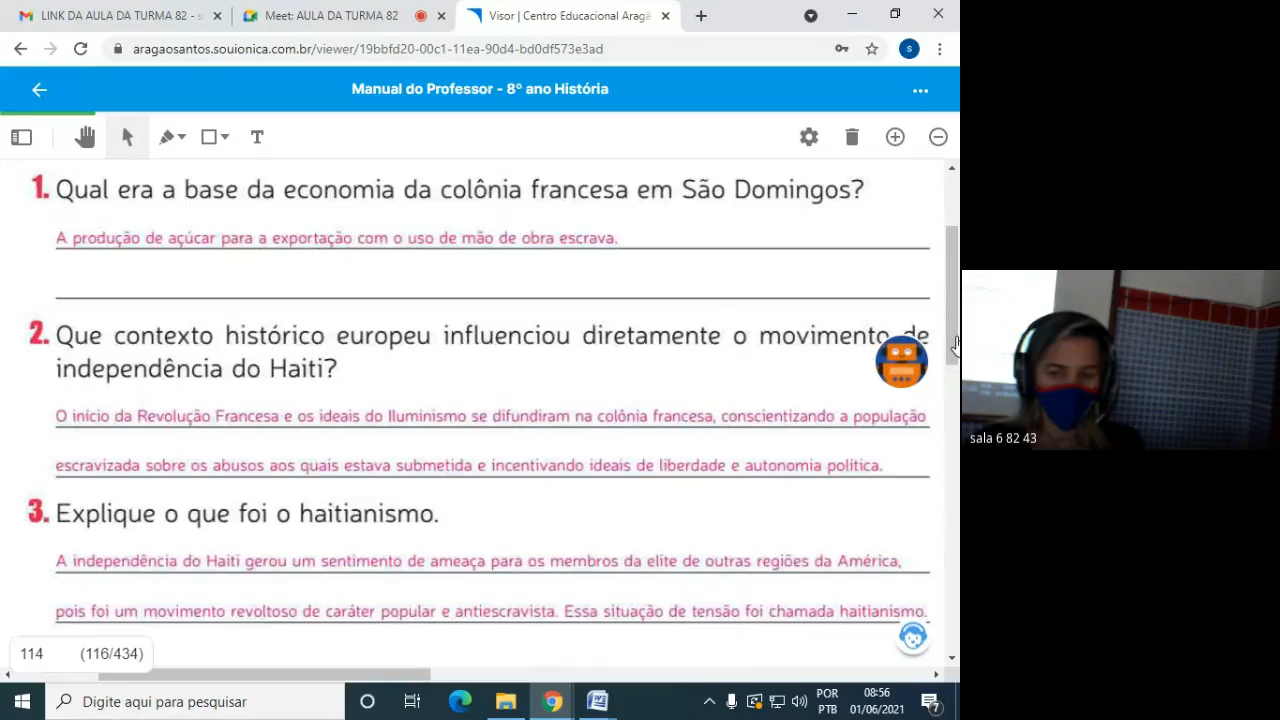 LINK DA AULA DA TURMA 82 - s
Meet: AULA DA TURMA 82
Visor | Centro Educacional Aragã
aragaosantos.souionica.com.br/viewer/19bbfd20-00c1-11ea-90d4-bd0df573e3ad
s
Manual do Professor - 8º ano História
T
1. Qual era a base da economia da colônia francesa em São Domingos?
A produção de açúcar para a exportação com o uso de mão de obra escrava.
2. Que contexto histórico europeu influenciou diretamente o movimento de
independência do Haiti?
O início da Revolução Francesa e os ideais do Iluminismo se difundiram na colônia francesa, conscientizando a população
escravizada sobre os abusos aos quais estava submetida e incentivando ideais de liberdade e autonomia política.
3. Explique o que foi o haitianismo.
A independência do Haiti gerou um sentimento de ameaça para os membros da elite de outras regiões da América,
pois foi um movimento revoltoso de caráter popular e antiescravista. Essa situação de tensão foi chamada haitianismo.
114 (116/434)
sala 6 82 43
Digite aqui para pesquisar
POR
PTB
08:56
01/06/2021
7